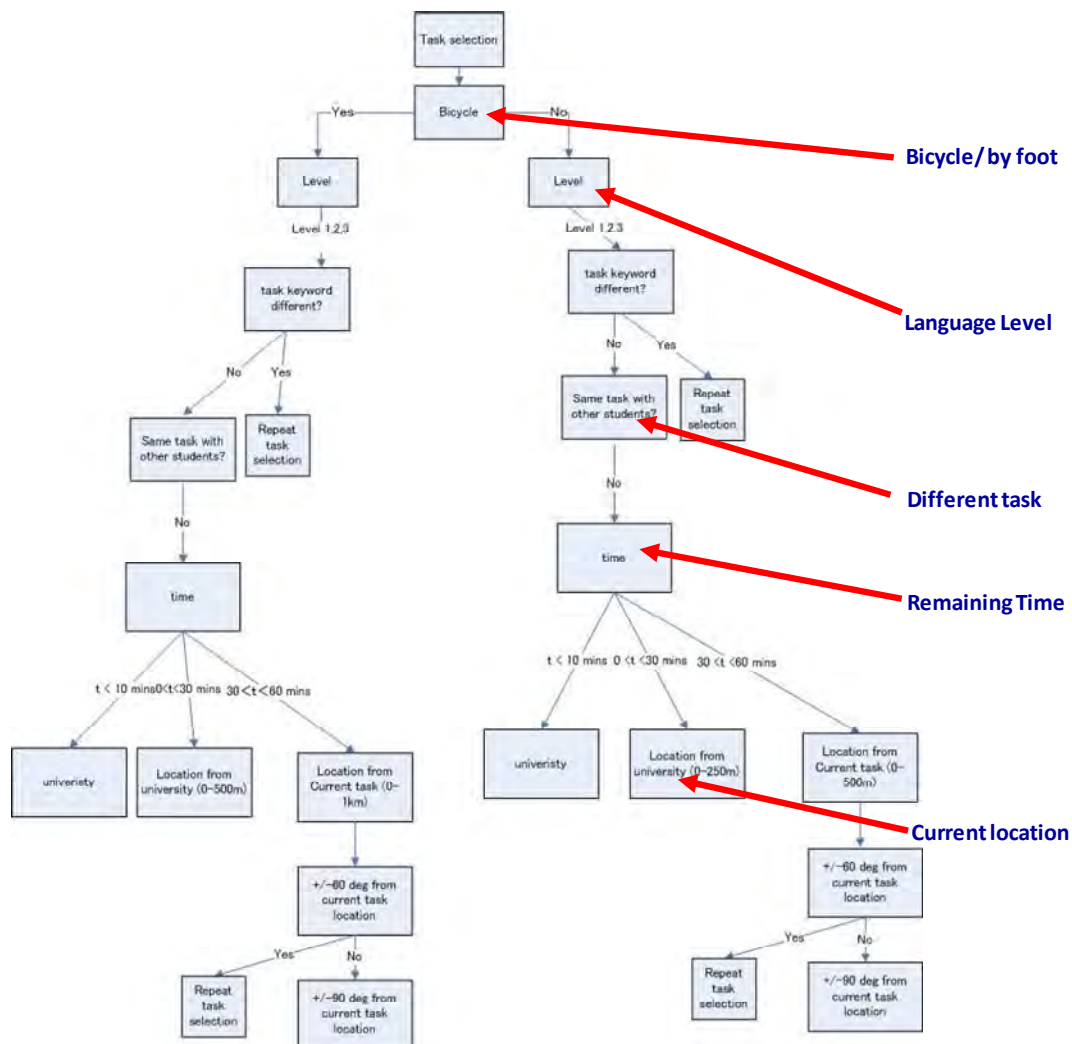 Task selection
Bicycle
Yes
No
Bicycle/ by foot
Level
Level
Level 1,2,3
Level 1,2,3
Language Level
task keyword
different?
task keyword
different?
No
Yes
No
Yes
Same task with
other students?
Repeat
task
selection
Same task with
other students?
Repeat
task
selection
Different task
No
No
time
time
Remaining Time
t < 10 mins
0<t<30 mins
30 <t <60 mins
t < 10 mins
0 <t <30 mins
30 <t <60 mins
univeristy
Location from
university (0-500m)
Location from
Current task (0-
1km)
univeristy
Location from
university (0-250m)
Location from
Current task (0-
500m)
Current location
+/-60 deg from
current task
location
+/-60 deg from
current task
location
Yes
No
Yes
No
Repeat
task
selection
+/-90 deg from
current task
location
Repeat
task
selection
+/-90 deg from
current task
location